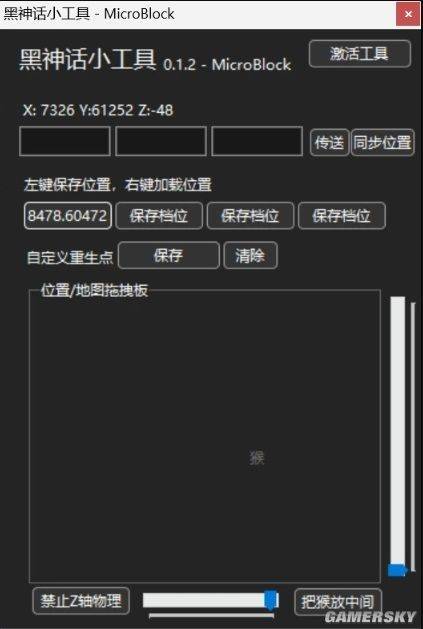 黑神话小工具 - MicroBlock
黑神话小工具 0.1.2 - MicroBlock 激活工具
X: 7326 Y:61252 Z:-48
传送 同步位置
左键保存位置，右键加载位置
8478.60472 保存档位 保存档位 保存档位
自定义重生点 保存 清除
位置/地图拖拽板
猴
禁止Z轴物理 把猴放中间
GAMERSKY